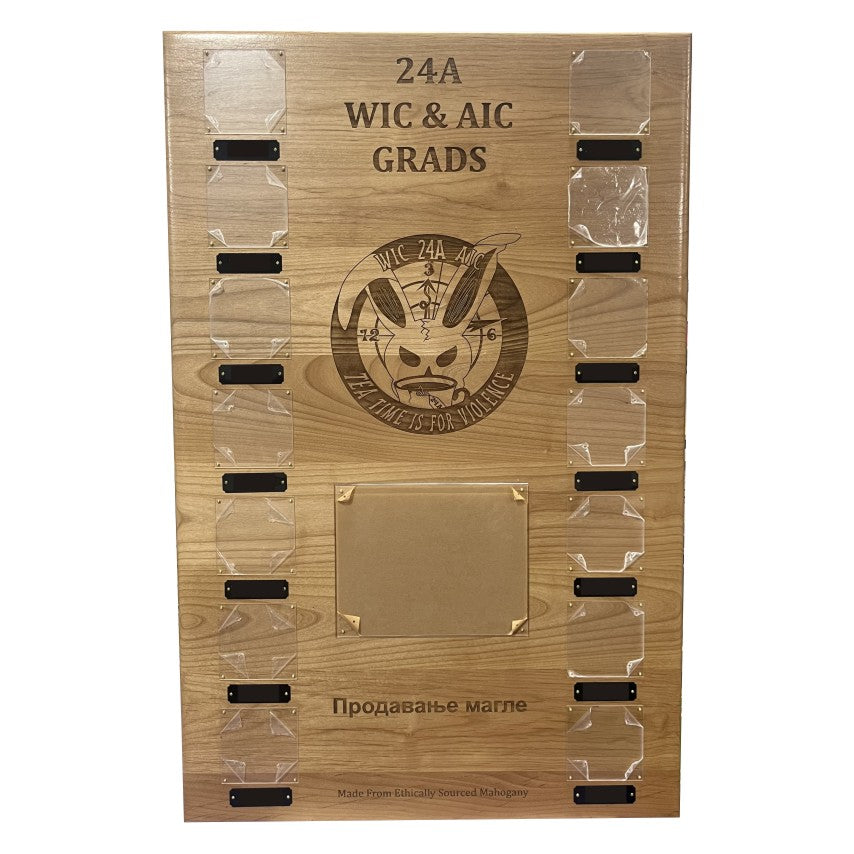 24A
WIC & AIC
GRADS
WIC 24A AIC
3
9
12
6
TEA TIME IS FOR VIOLENCE
Продавање магле
Made From Ethically Sourced Mahogany